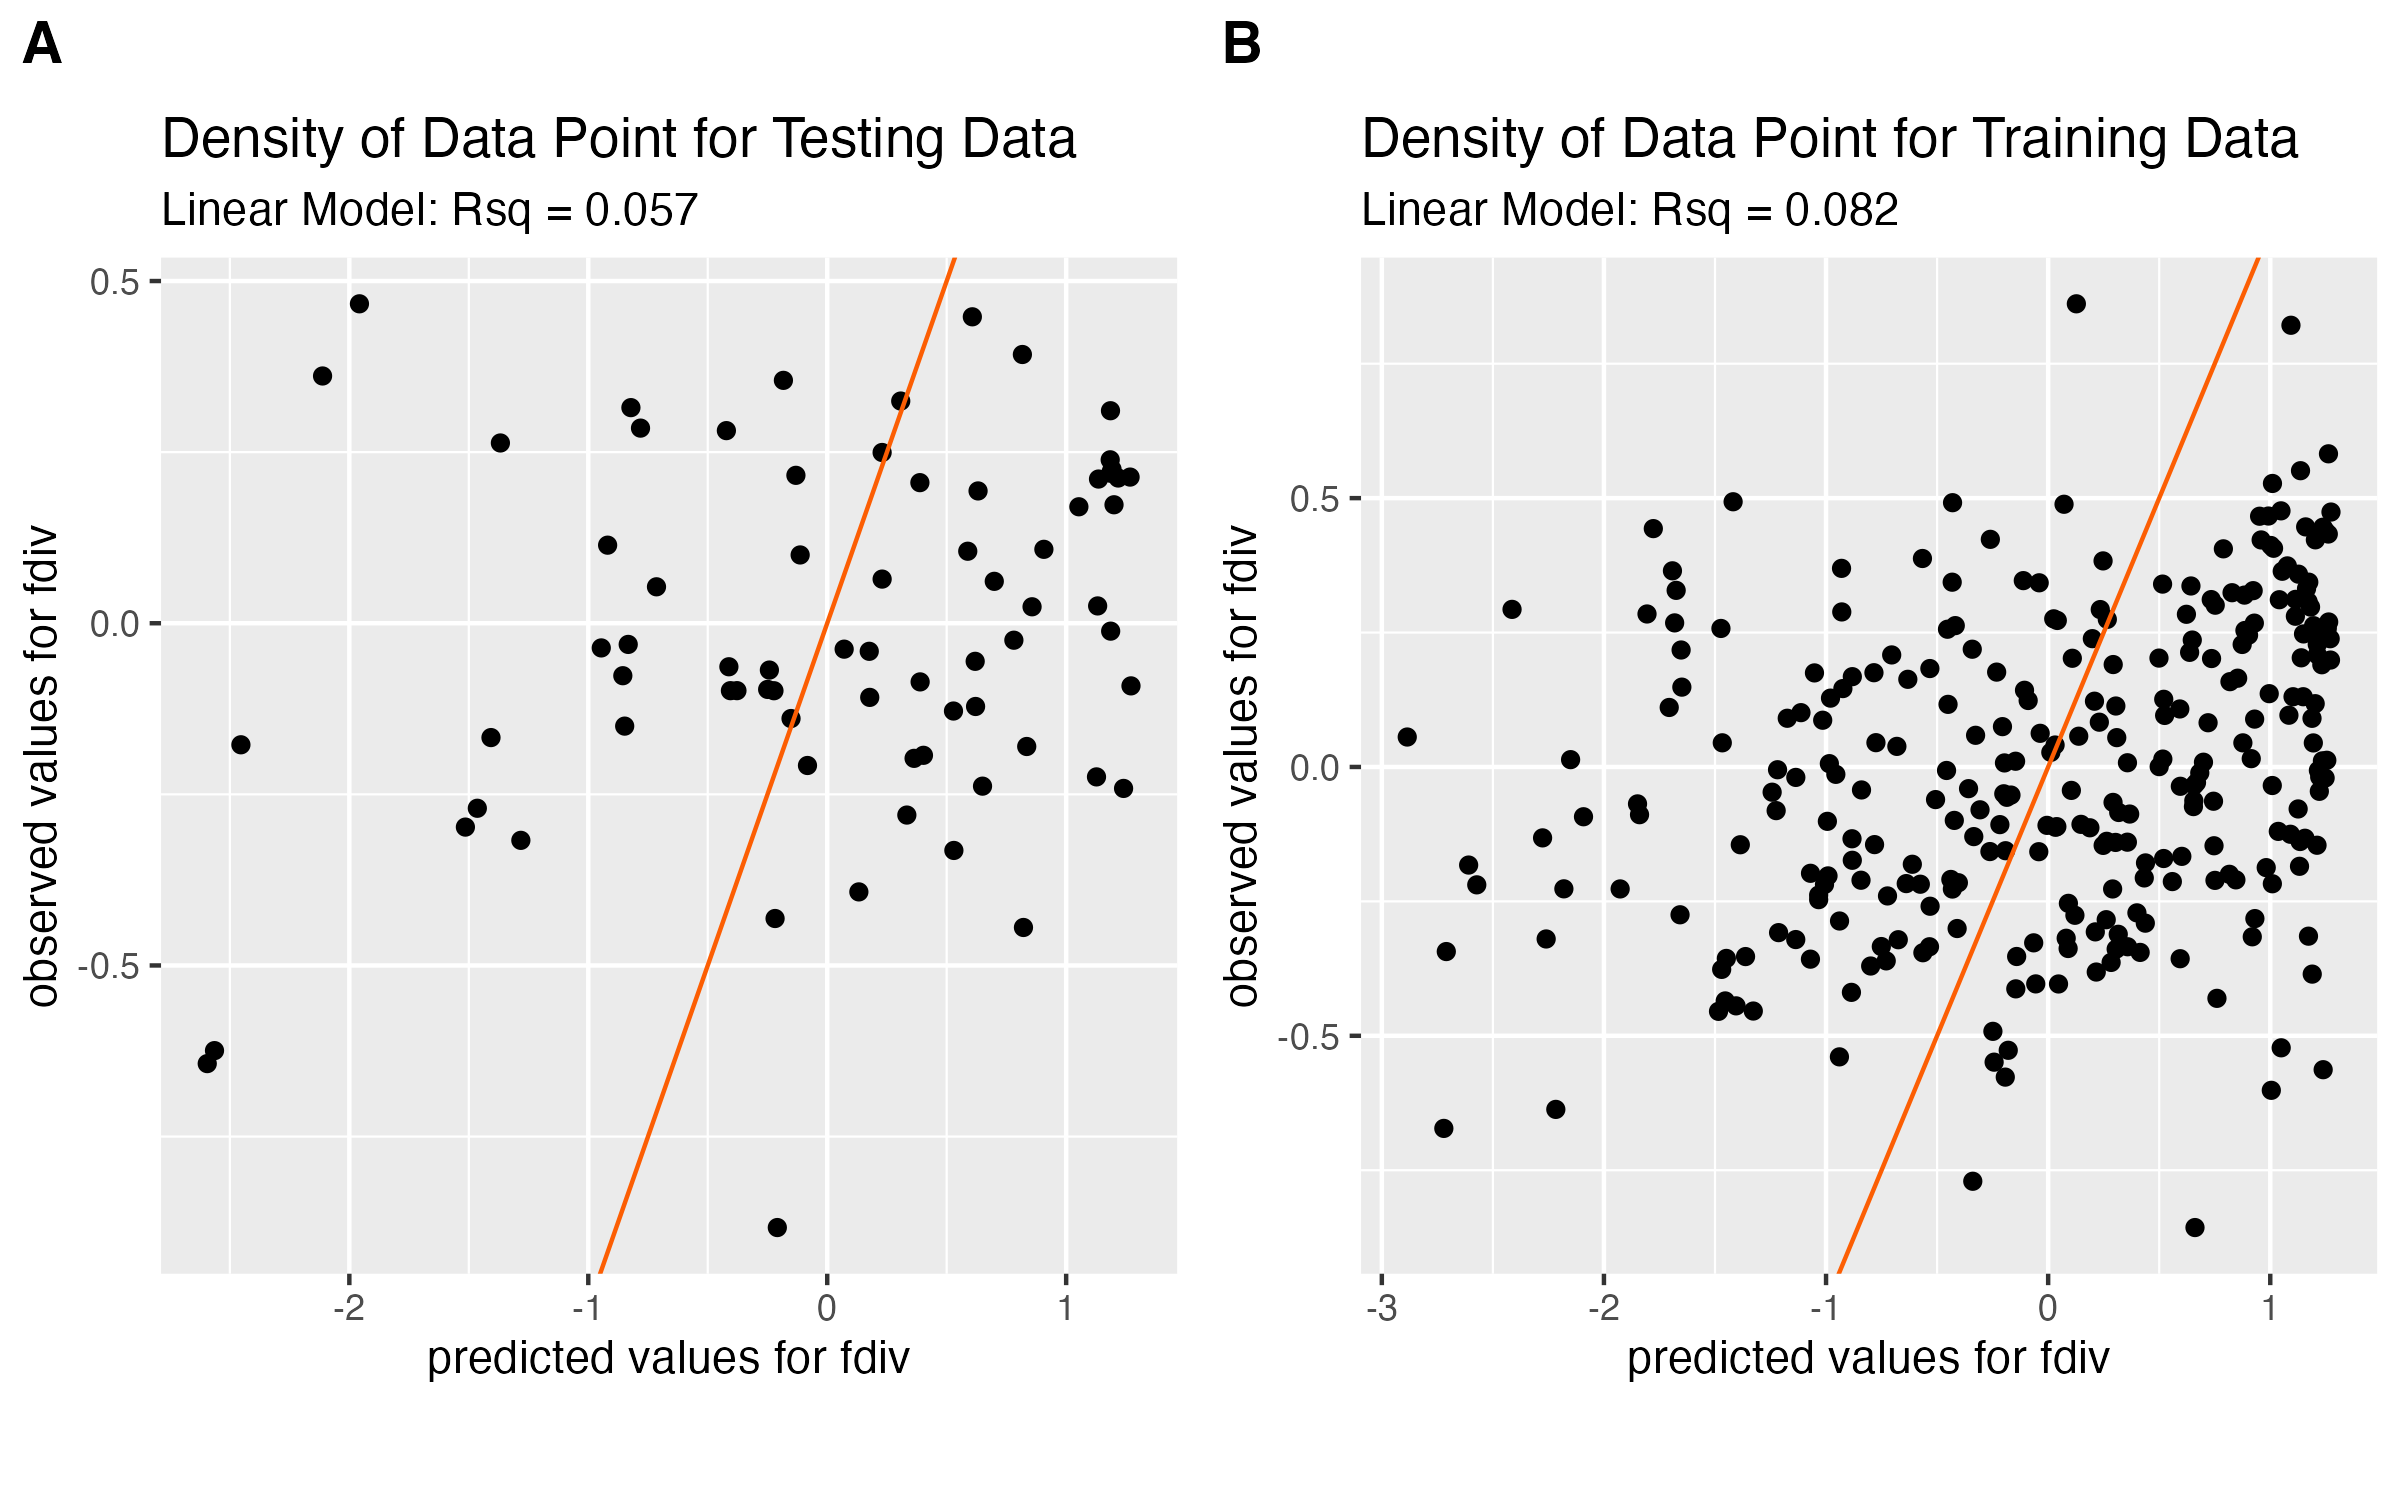 A
Density of Data Point for Testing Data
Linear Model: Rsq = 0.057
0.5
0.0
-0.5
observed values for fdiv
-2
-1
0
1
predicted values for fdiv
B
Density of Data Point for Training Data
Linear Model: Rsq = 0.082
0.5
0.0
-0.5
observed values for fdiv
-3
-2
-1
0
1
predicted values for fdiv